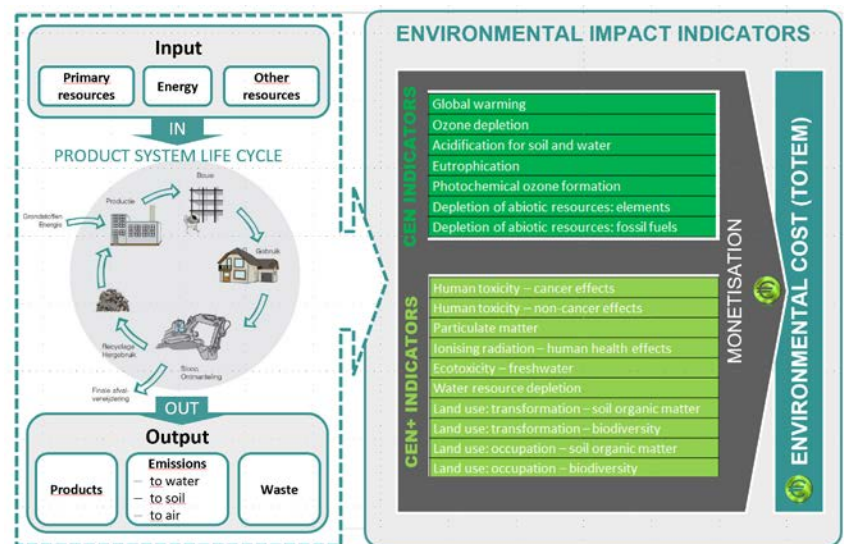 Input
Primary
resources
Energy
Other
resources
IN
PRODUCT SYSTEM LIFE CYCLE
Bouw
Productie
Grondstoffen
Energie
Gebruik
Recyclage
Hergebruik
Sloop
Ontmanteling
Finale afval-
verwijdering
OUT
Output
Products
Emissions
– to water
– to soil
– to air
Waste
ENVIRONMENTAL IMPACT INDICATORS
CEN INDICATORS
Global warming
Ozone depletion
Acidification for soil and water
Eutrophication
Photochemical ozone formation
Depletion of abiotic resources: elements
Depletion of abiotic resources: fossil fuels
CEN+ INDICATORS
Human toxicity – cancer effects
Human toxicity – non-cancer effects
Particulate matter
Ionising radiation – human health effects
Ecotoxicity – freshwater
Water resource depletion
Land use: transformation – soil organic matter
Land use: transformation – biodiversity
Land use: occupation – soil organic matter
Land use: occupation – biodiversity
MONETISATION
€
ENVIRONMENTAL COST (TOTEM)
€